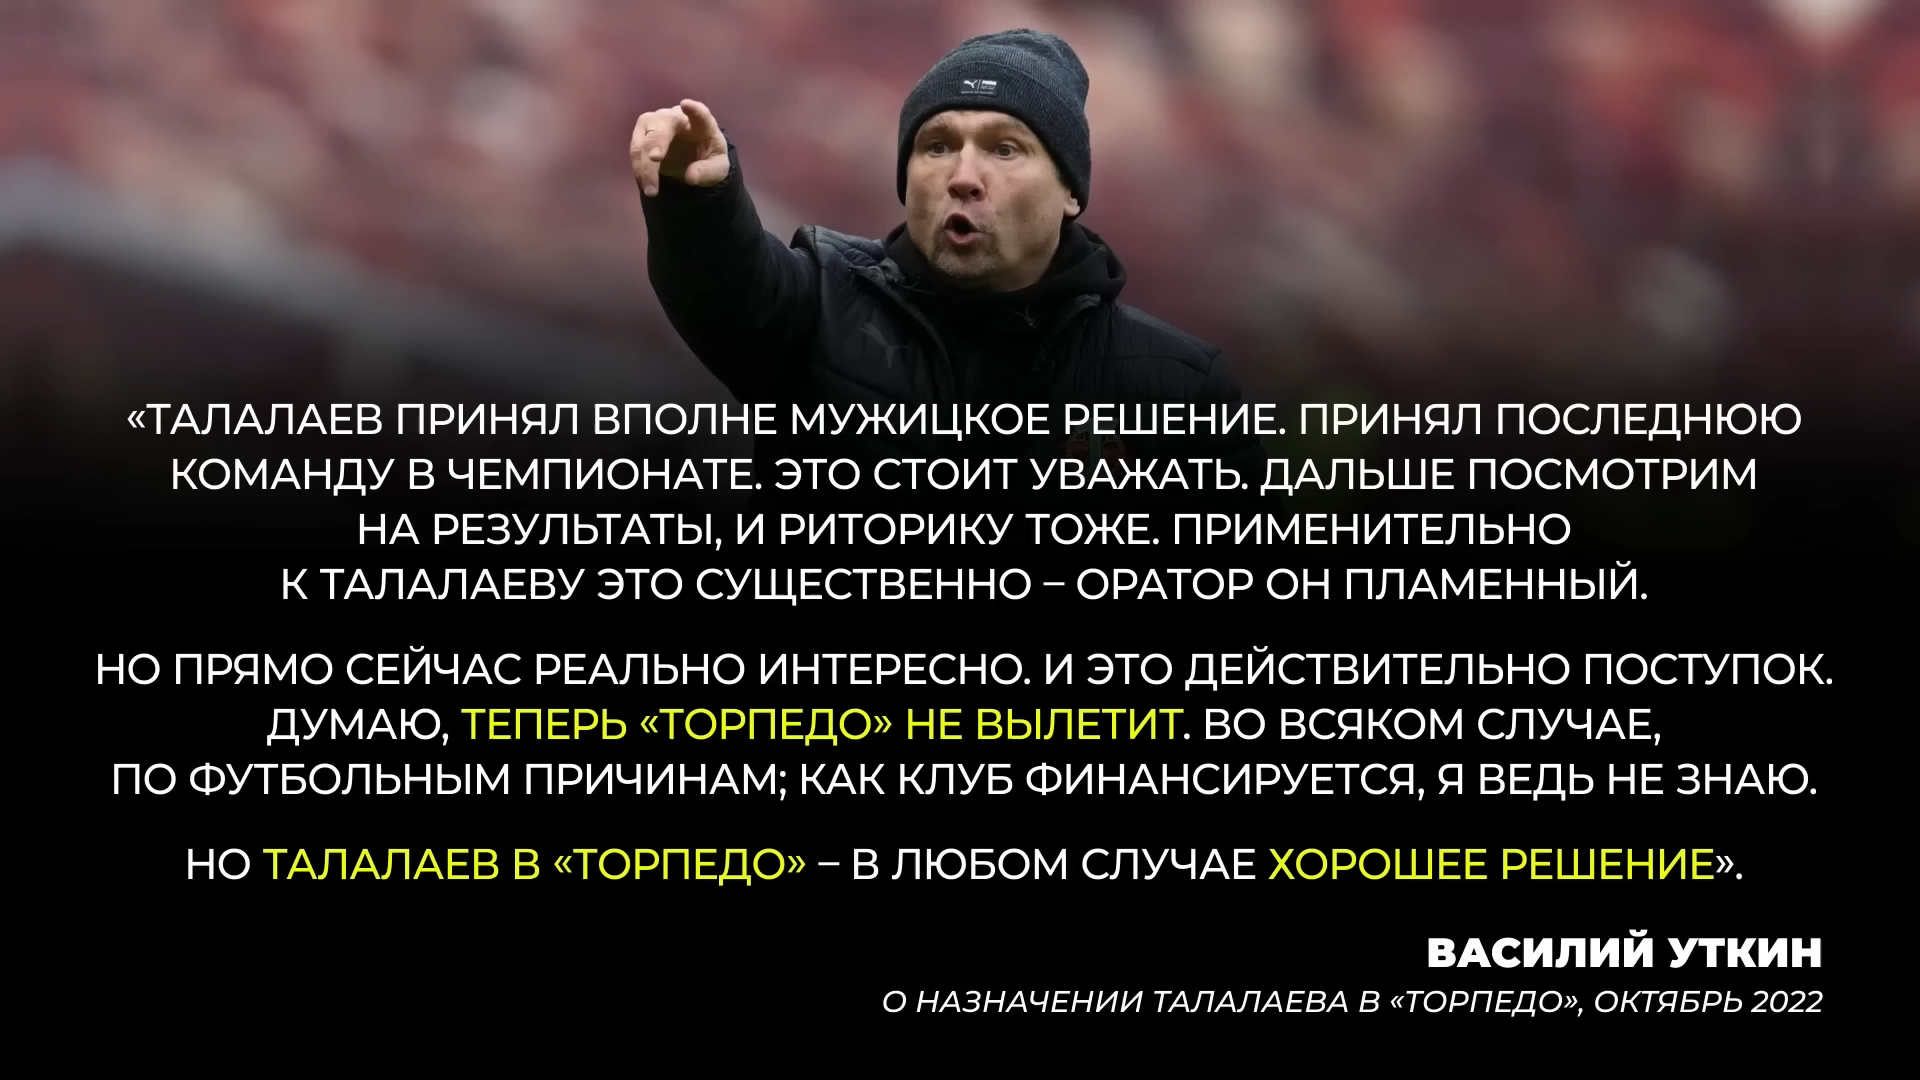 «ТАЛАЛАЕВ ПРИНЯЛ ВПОЛНЕ МУЖИЦКОЕ РЕШЕНИЕ. ПРИНЯЛ ПОСЛЕДНЮЮ
КОМАНДУ В ЧЕМПИОНАТЕ. ЭТО СТОИТ УВАЖАТЬ. ДАЛЬШЕ ПОСМОТРИМ
НА РЕЗУЛЬТАТЫ, И РИТОРИКУ ТОЖЕ. ПРИМЕНИТЕЛЬНО
К ТАЛАЛАЕВУ ЭТО СУЩЕСТВЕННО – ОРАТОР ОН ПЛАМЕННЫЙ.
НО ПРЯМО СЕЙЧАС РЕАЛЬНО ИНТЕРЕСНО. И ЭТО ДЕЙСТВИТЕЛЬНО ПОСТУПОК.
ДУМАЮ, ТЕПЕРЬ «ТОРПЕДО» НЕ ВЫЛЕТИТ. ВО ВСЯКОМ СЛУЧАЕ,
ПО ФУТБОЛЬНЫМ ПРИЧИНАМ; КАК КЛУБ ФИНАНСИРУЕТСЯ, Я ВЕДЬ НЕ ЗНАЮ.
НО ТАЛАЛАЕВ В «ТОРПЕДО» – В ЛЮБОМ СЛУЧАЕ ХОРОШЕЕ РЕШЕНИЕ».
ВАСИЛИЙ УТКИН
О НАЗНАЧЕНИИ ТАЛАЛАЕВА В «ТОРПЕДО», ОКТЯБРЬ 2022